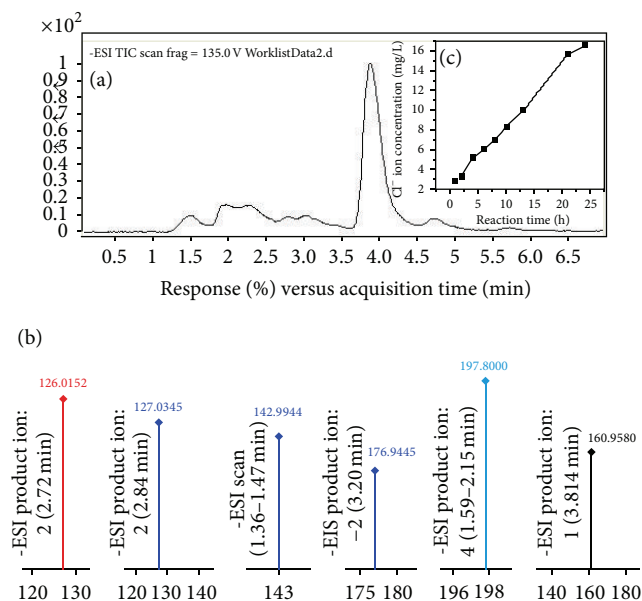 ×10²
-ESI TIC scan frag = 135.0 V WorklistData2.d
(a)
1
0.9
0.8
0.7
0.6
0.5
0.4
0.3
0.2
0.1
0
0.5 1 1.5 2 2.5 3.0 3.5 4.0 4.5 5.0 5.5 6.0 6.5
Response (%) versus acquisition time (min)
(c)
Cl⁻ ion concentration (mg/L)
16
14
12
10
8
6
4
2
0 5 10 15 20 25
Reaction time (h)
(b)
126.0152
-ESI product ion:
2 (2.72 min)
120 130
127.0345
-ESI product ion:
2 (2.84 min)
120 130 140
142.9944
-ESI scan
(1.36–1.47 min)
143
176.9445
-EIS product ion:
−2 (3.20 min)
175 180
197.8000
-ESI product ion:
4 (1.59–2.15 min)
196 198
160.9580
-ESI product ion:
1 (3.814 min)
140 160 180